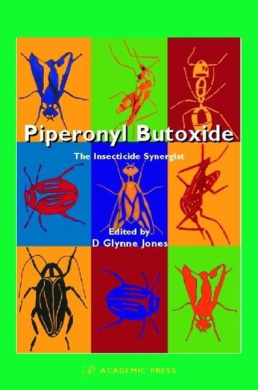 Piperonyl Butoxide
The Insecticide Synergist
Edited by
D Glynne Jones
ACADEMIC PRESS